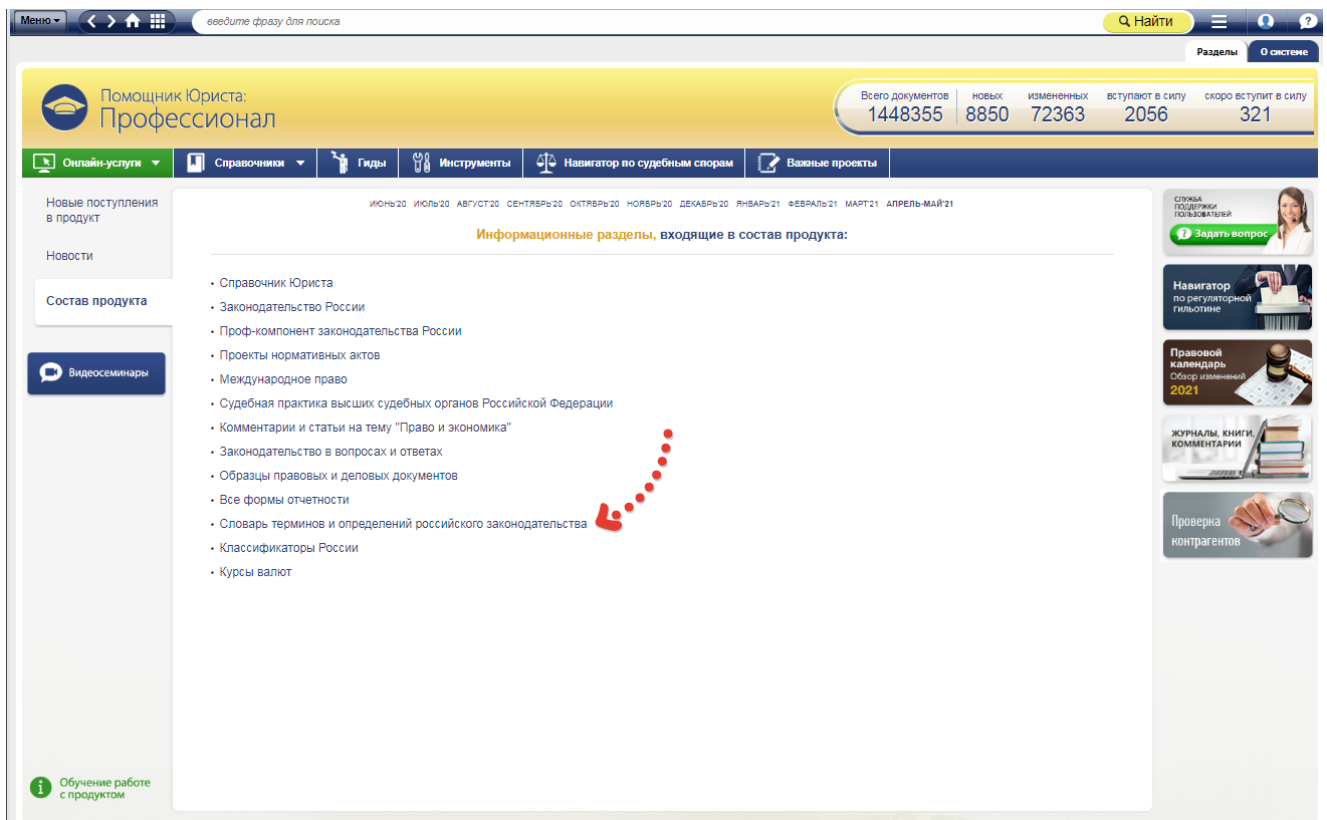 Меню
введите фразу для поиска
Найти
Разделы
О системе
Помощник Юриста:
Профессионал
Всего документов
1448355
новых
8850
измененных
72363
вступают в силу
2056
скоро вступит в силу
321
Онлайн-услуги
Справочники
Гиды
Инструменты
Навигатор по судебным спорам
Важные проекты
Новые поступления
в продукт
Новости
Состав продукта
Видеосеминары
ИЮНЬ'20 ИЮЛЬ'20 АВГУСТ'20 СЕНТЯБРЬ'20 ОКТЯБРЬ'20 НОЯБРЬ'20 ДЕКАБРЬ'20 ЯНВАРЬ'21 ФЕВРАЛЬ'21 МАРТ'21 АПРЕЛЬ-МАЙ'21
Информационные разделы, входящие в состав продукта:
• Справочник Юриста
• Законодательство России
• Проф-компонент законодательства России
• Проекты нормативных актов
• Международное право
• Судебная практика высших судебных органов Российской Федерации
• Комментарии и статьи на тему "Право и экономика"
• Законодательство в вопросах и ответах
• Образцы правовых и деловых документов
• Все формы отчетности
• Словарь терминов и определений российского законодательства
• Классификаторы России
• Курсы валют
СЛУЖБА
ПОДДЕРЖКИ
ПОЛЬЗОВАТЕЛЕЙ
Задать вопрос
Навигатор
по регуляторной
гильотине
Правовой
календарь
Обзор изменений
2021
ЖУРНАЛЫ, КНИГИ,
КОММЕНТАРИИ
Проверка
контрагентов
Обучение работе
с продуктом